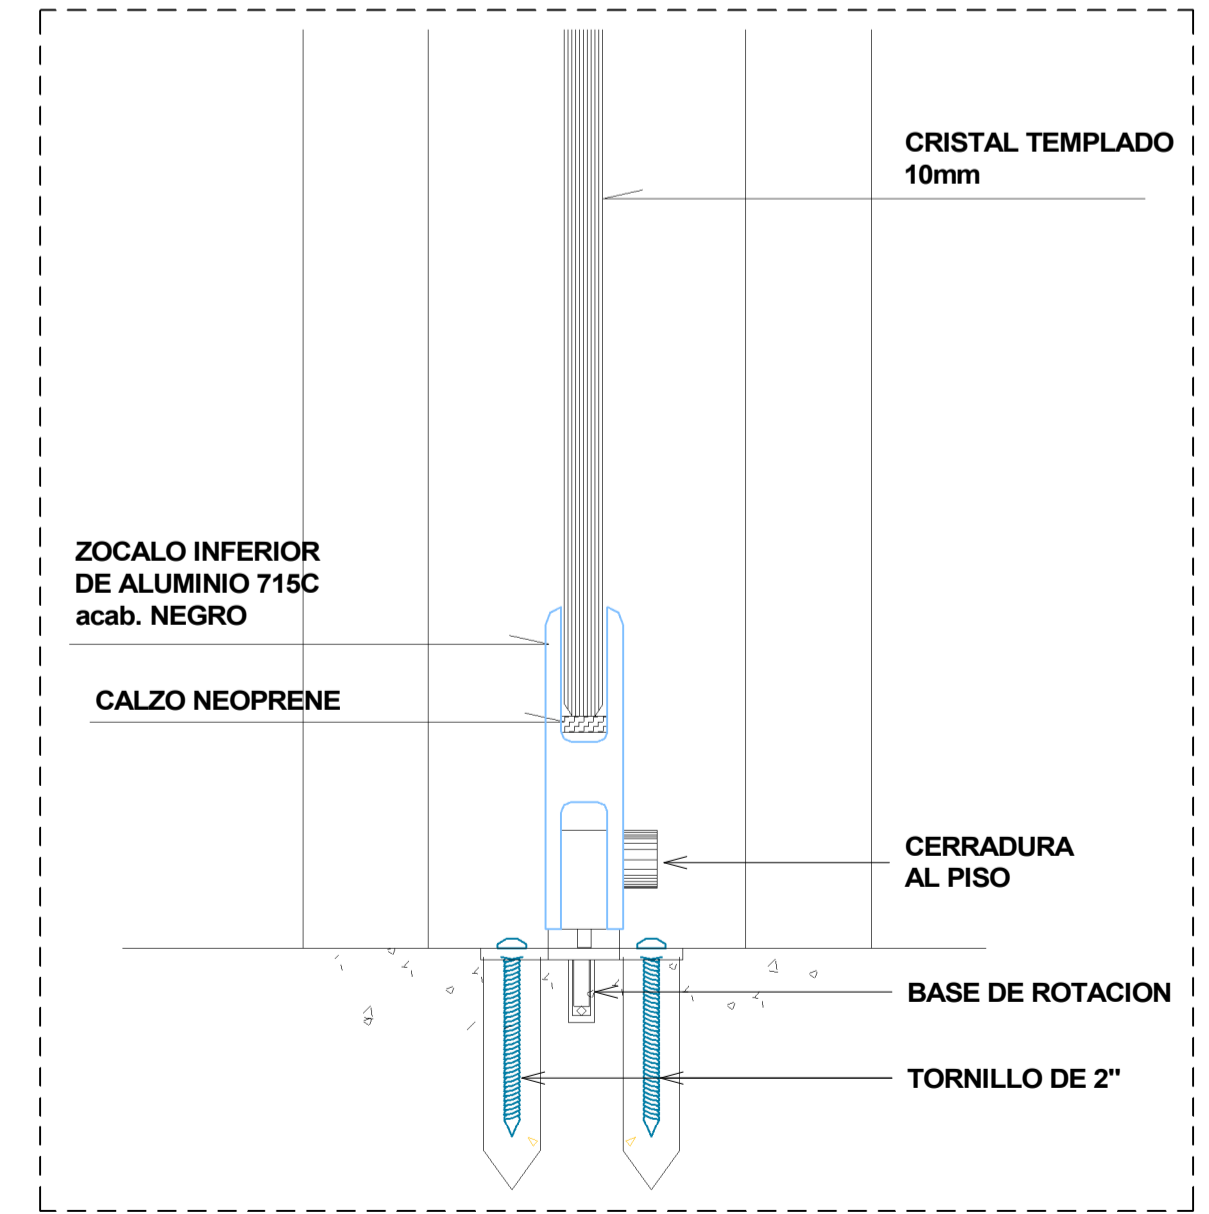 CRISTAL TEMPLADO
10mm
ZOCALO INFERIOR
DE ALUMINIO 715C
acab. NEGRO
CALZO NEOPRENE
CERRADURA
AL PISO
BASE DE ROTACION
TORNILLO DE 2"